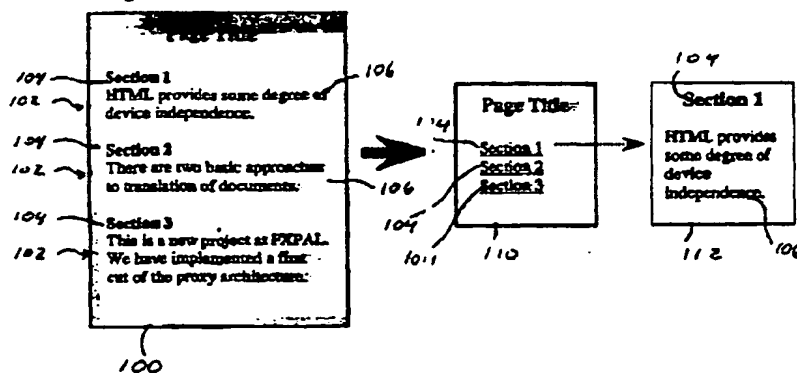 Page Title
Section 1
HTML provides some degree of
device independence.
Section 2
There are two basic approaches
to translation of documents.
Section 3
This is a new project at FXPAL.
We have implemented a first
cut of the proxy architecture.
104
102
104
102
104
102
106
106
100
Page Title
Section 1
Section 2
Section 3
104
110
104
Section 1
HTML provides
some degree of
device
independence.
112
106